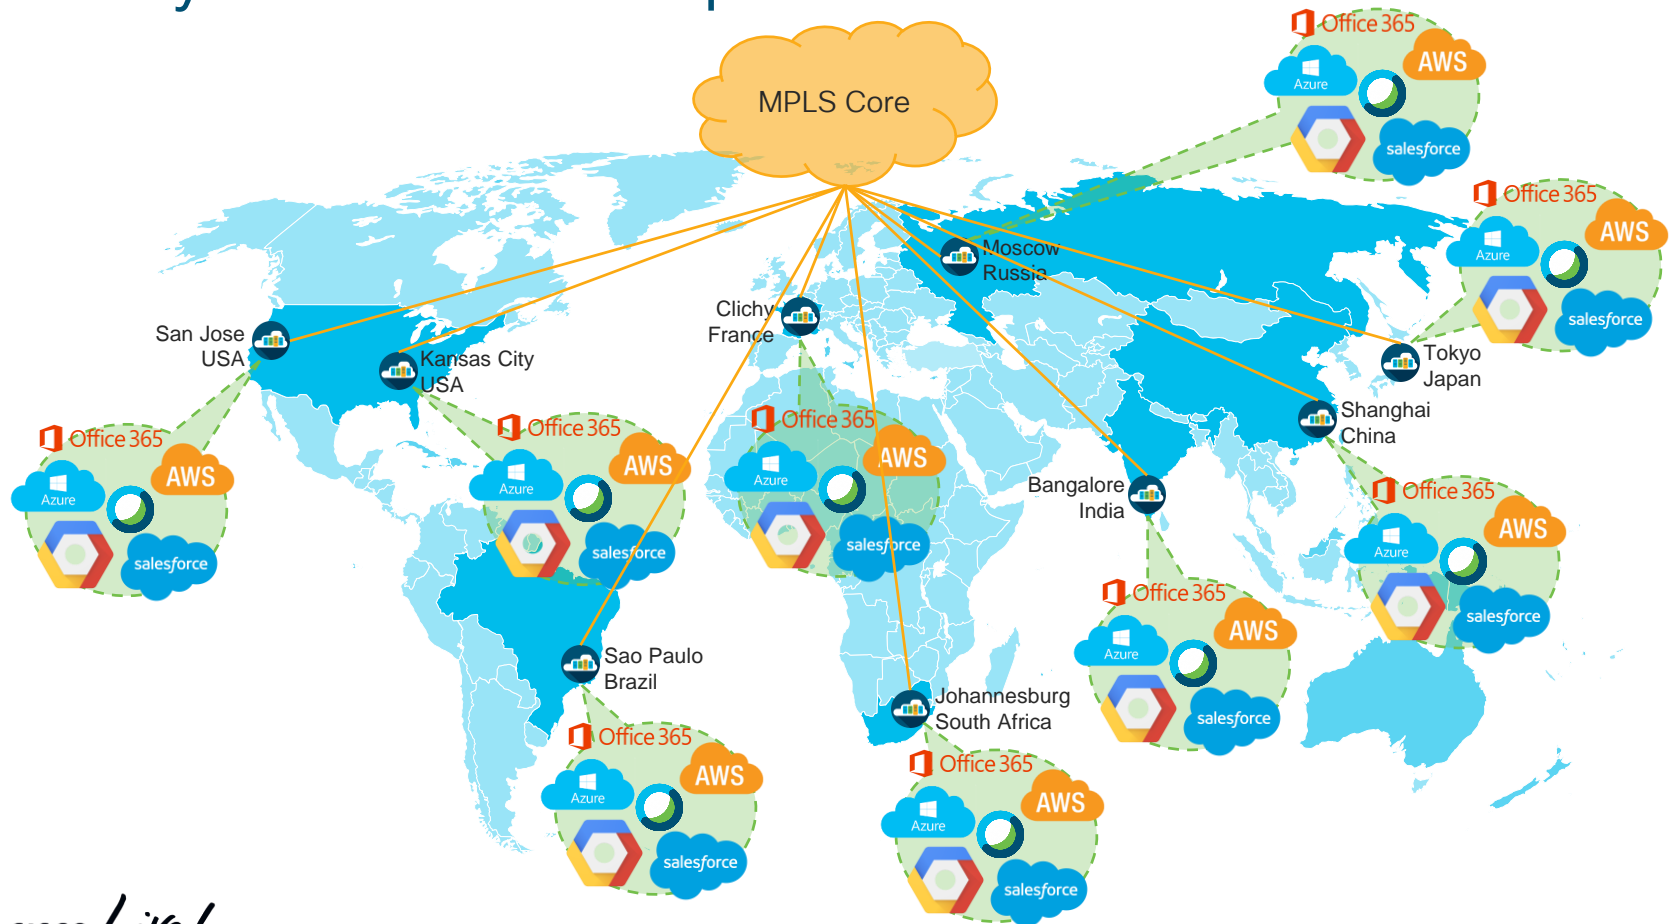 MPLS Core
Office 365
AWS
Azure
salesforce
Office 365
AWS
Azure
salesforce
Moscow
Russia
Clichy
France
San Jose
USA
Kansas City
USA
Tokyo
Japan
Shanghai
China
Office 365
AWS
Azure
salesforce
Office 365
AWS
Azure
salesforce
Office 365
AWS
Azure
salesforce
Bangalore
India
Office 365
AWS
Azure
salesforce
Office 365
AWS
Azure
salesforce
Sao Paulo
Brazil
Johannesburg
South Africa
Office 365
AWS
Azure
salesforce
Office 365
AWS
Azure
salesforce